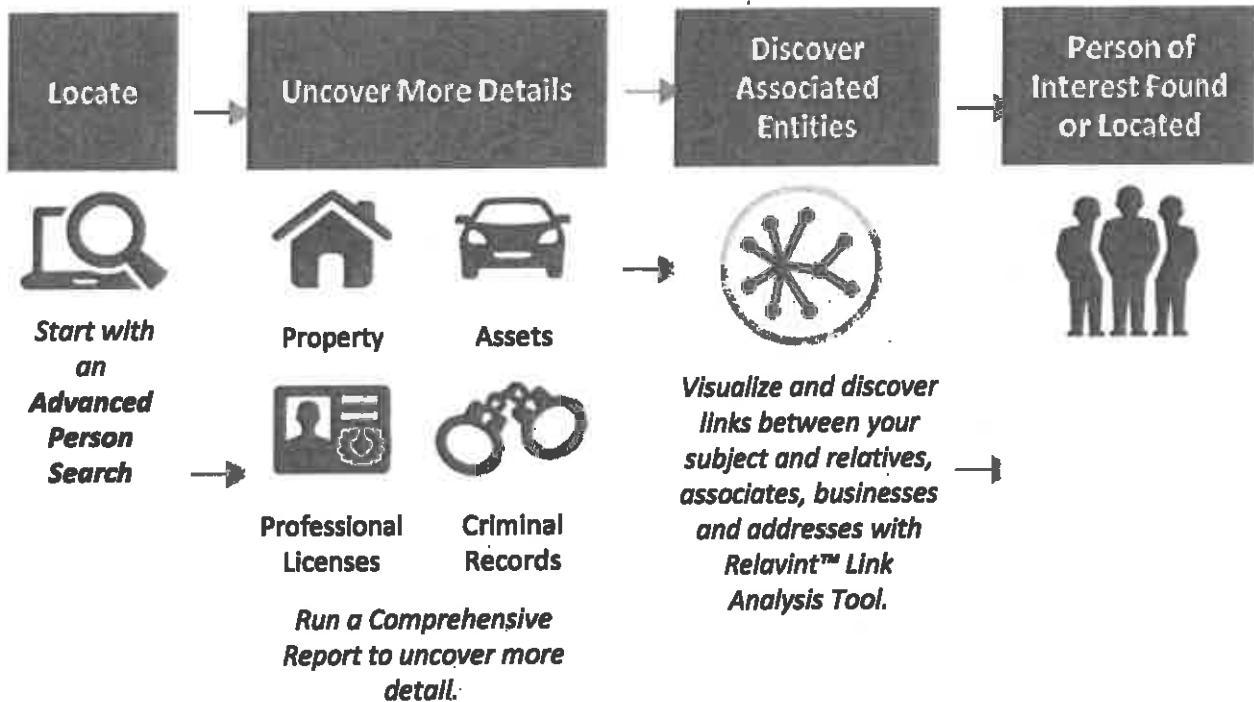 Locate
Uncover More Details
Discover
Associated
Entities
Person of
Interest Found
or Located
Start with
an
Advanced
Person
Search
Property
Assets
Professional
Licenses
Criminal
Records
Run a Comprehensive
Report to uncover more
detail.
Visualize and discover
links between your
subject and relatives,
associates, businesses
and addresses with
Relavint™ Link
Analysis Tool.